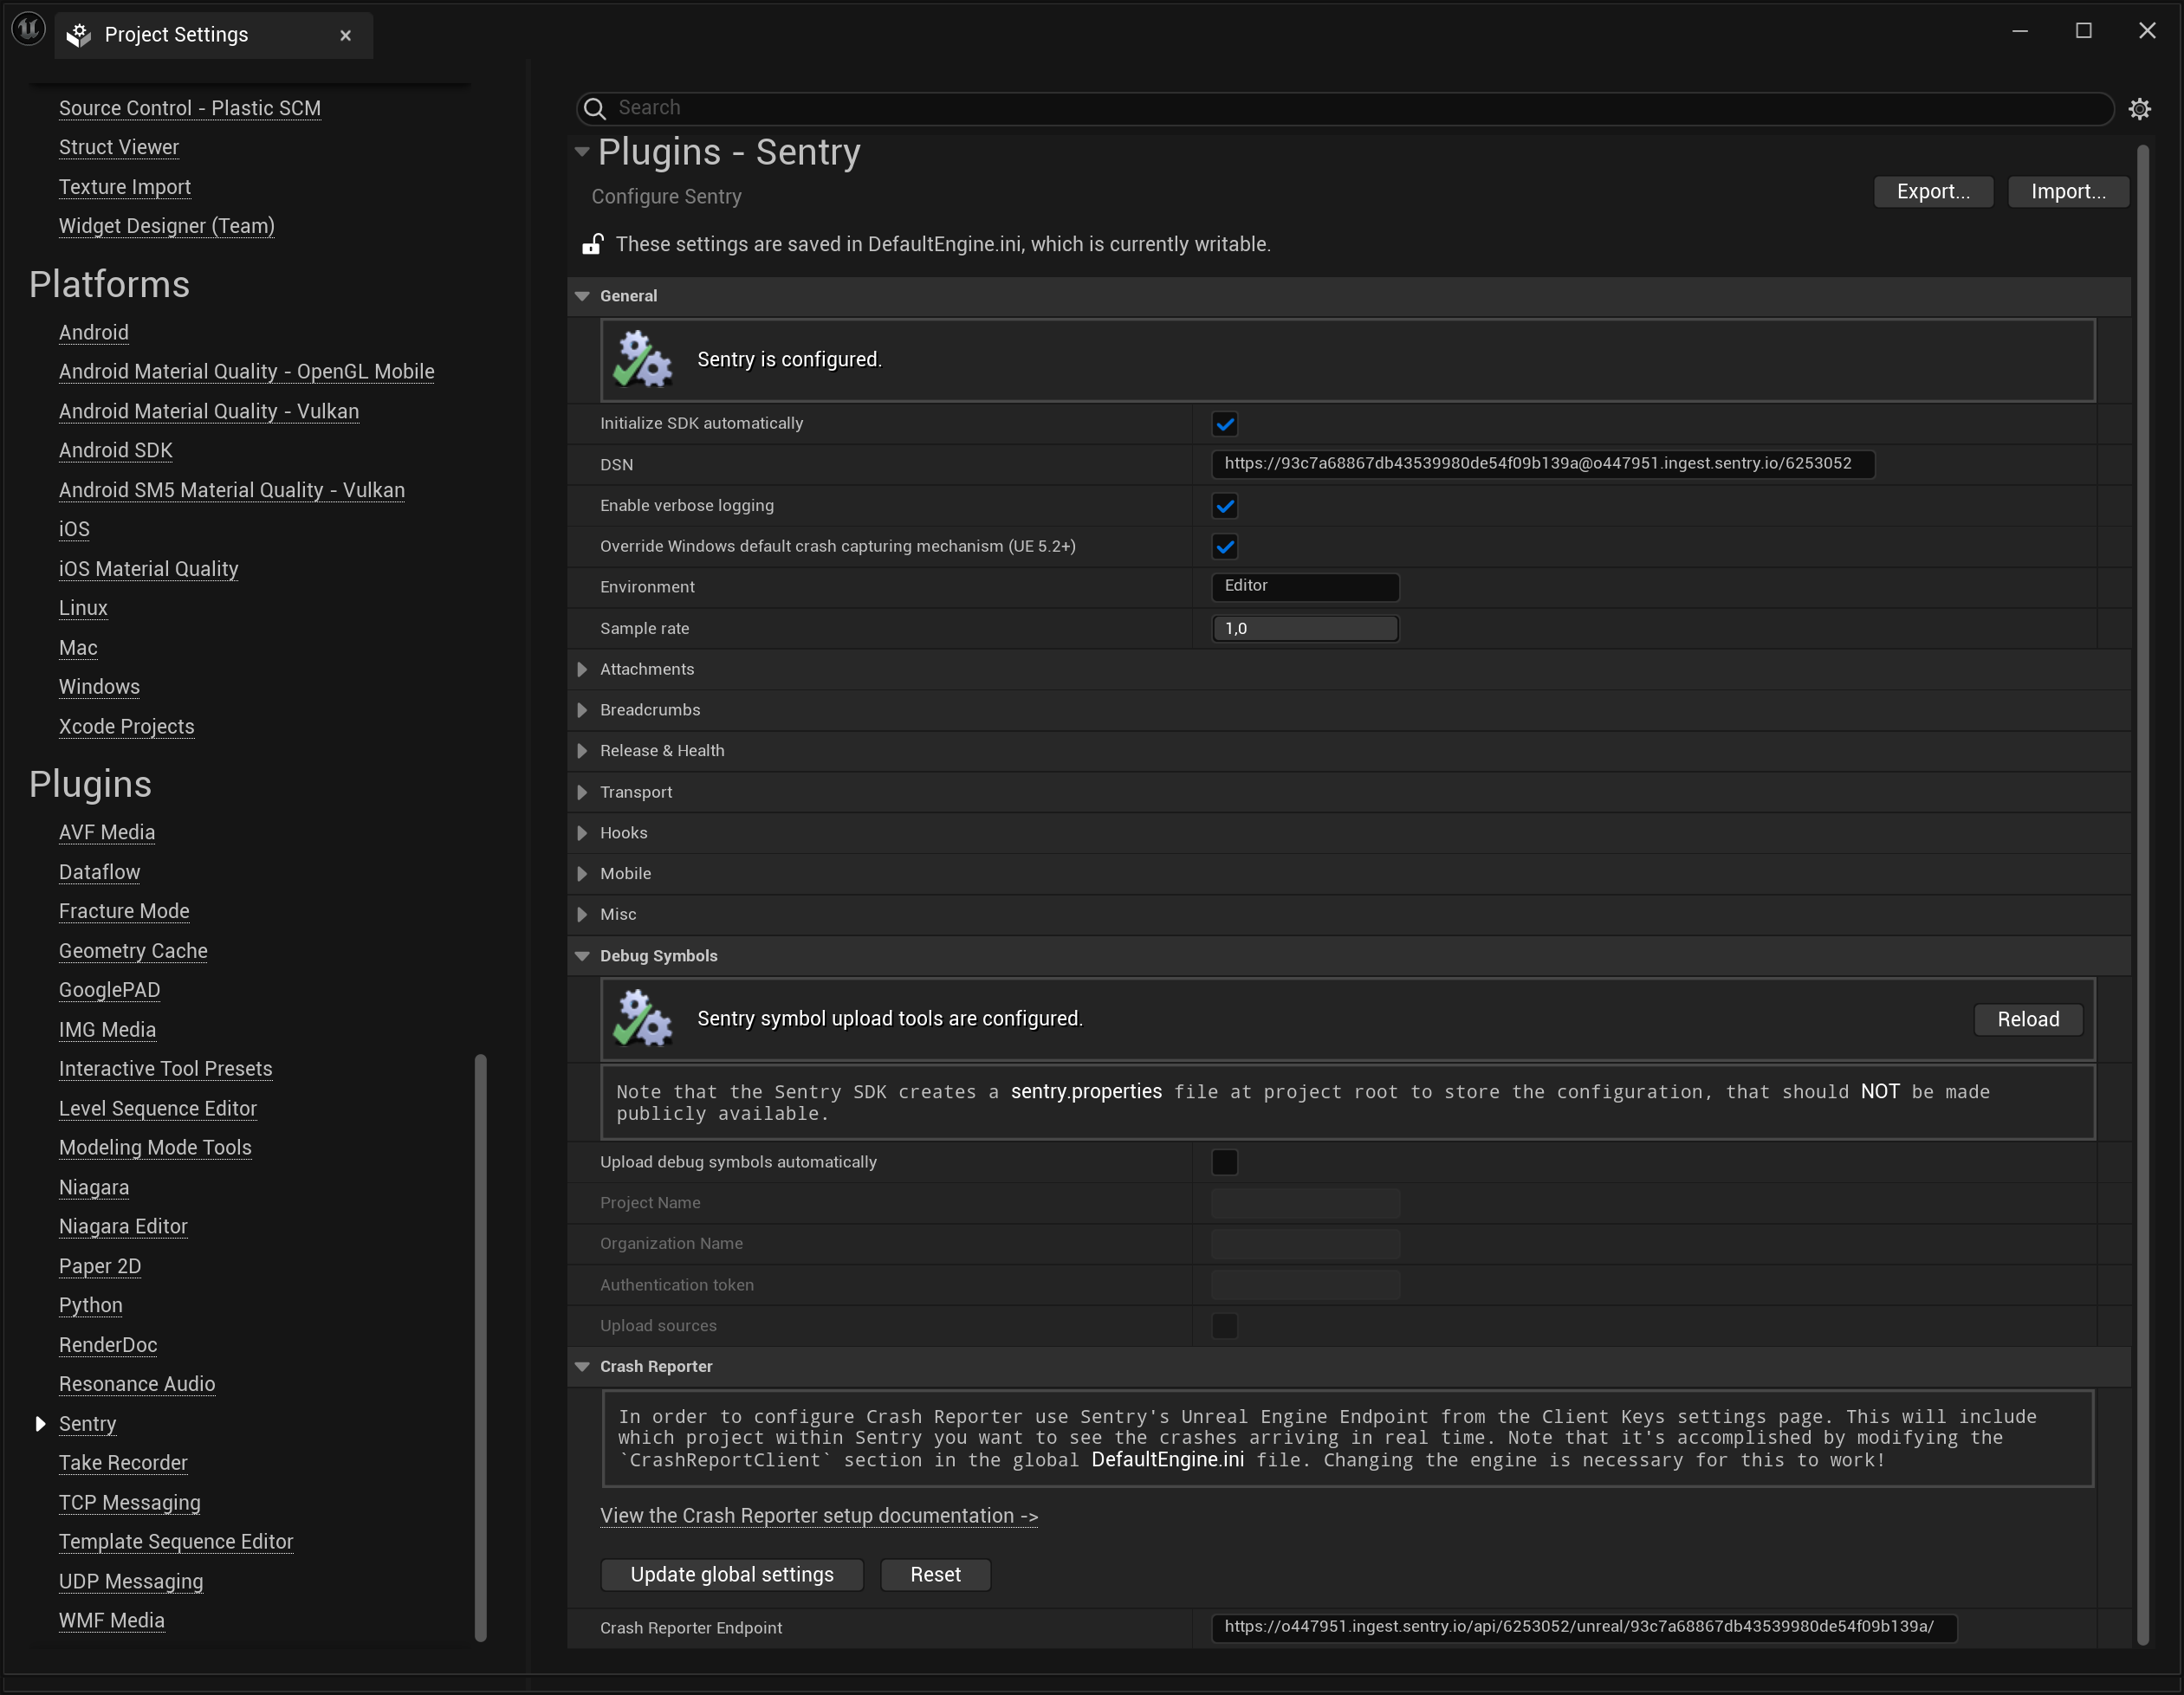 Project Settings
Source Control - Plastic SCM
Struct Viewer
Texture Import
Widget Designer (Team)
Platforms
Android
Android Material Quality - OpenGL Mobile
Android Material Quality - Vulkan
Android SDK
Android SM5 Material Quality - Vulkan
iOS
iOS Material Quality
Linux
Mac
Windows
Xcode Projects
Plugins
AVF Media
Dataflow
Fracture Mode
Geometry Cache
GooglePAD
IMG Media
Interactive Tool Presets
Level Sequence Editor
Modeling Mode Tools
Niagara
Niagara Editor
Paper 2D
Python
RenderDoc
Resonance Audio
Sentry
Take Recorder
TCP Messaging
Template Sequence Editor
UDP Messaging
WMF Media
Search
Plugins - Sentry
Configure Sentry
Export...
Import...
These settings are saved in DefaultEngine.ini, which is currently writable.
General
Sentry is configured.
Initialize SDK automatically
DSN
https://93c7a68867db43539980de54f09b139a@o447951.ingest.sentry.io/6253052
Enable verbose logging
Override Windows default crash capturing mechanism (UE 5.2+)
Environment
Editor
Sample rate
1,0
Attachments
Breadcrumbs
Release & Health
Transport
Hooks
Mobile
Misc
Debug Symbols
Sentry symbol upload tools are configured.
Reload
Note that the Sentry SDK creates a sentry.properties file at project root to store the configuration, that should NOT be made
publicly available.
Upload debug symbols automatically
Project Name
Organization Name
Authentication token
Upload sources
Crash Reporter
In order to configure Crash Reporter use Sentry's Unreal Engine Endpoint from the Client Keys settings page. This will include
which project within Sentry you want to see the crashes arriving in real time. Note that it's accomplished by modifying the
`CrashReportClient` section in the global DefaultEngine.ini file. Changing the engine is necessary for this to work!
View the Crash Reporter setup documentation ->
Update global settings
Reset
Crash Reporter Endpoint
https://o447951.ingest.sentry.io/api/6253052/unreal/93c7a68867db43539980de54f09b139a/